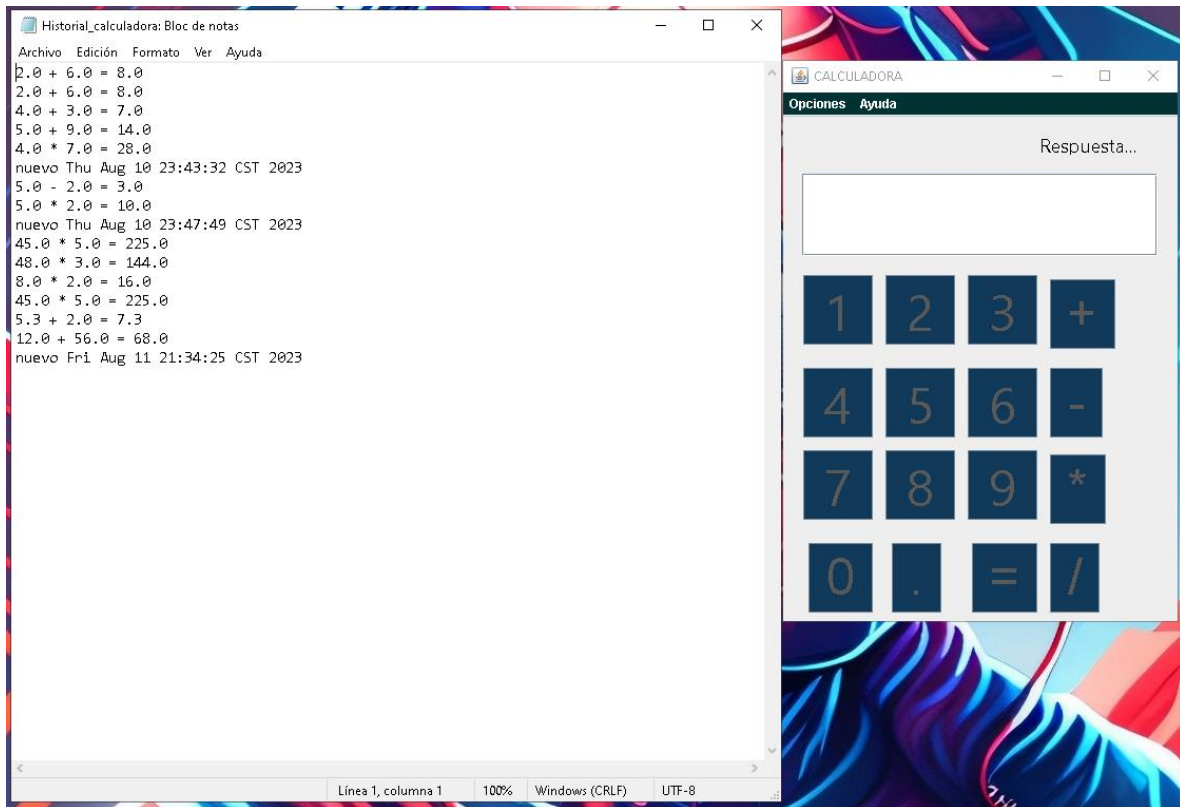 Historial_calculadora: Bloc de notas
Archivo Edición Formato Ver Ayuda
2.0 + 6.0 = 8.0
2.0 + 6.0 = 8.0
4.0 + 3.0 = 7.0
5.0 + 9.0 = 14.0
4.0 * 7.0 = 28.0
nuevo Thu Aug 10 23:43:32 CST 2023
5.0 - 2.0 = 3.0
5.0 * 2.0 = 10.0
nuevo Thu Aug 10 23:47:49 CST 2023
45.0 * 5.0 = 225.0
48.0 * 3.0 = 144.0
8.0 * 2.0 = 16.0
45.0 * 5.0 = 225.0
5.3 + 2.0 = 7.3
12.0 + 56.0 = 68.0
nuevo Fri Aug 11 21:34:25 CST 2023
Línea 1, columna 1 100% Windows (CRLF) UTF-8
CALCULADORA
Opciones Ayuda
Respuesta...
1 2 3 +
4 5 6 -
7 8 9 *
0 . = /